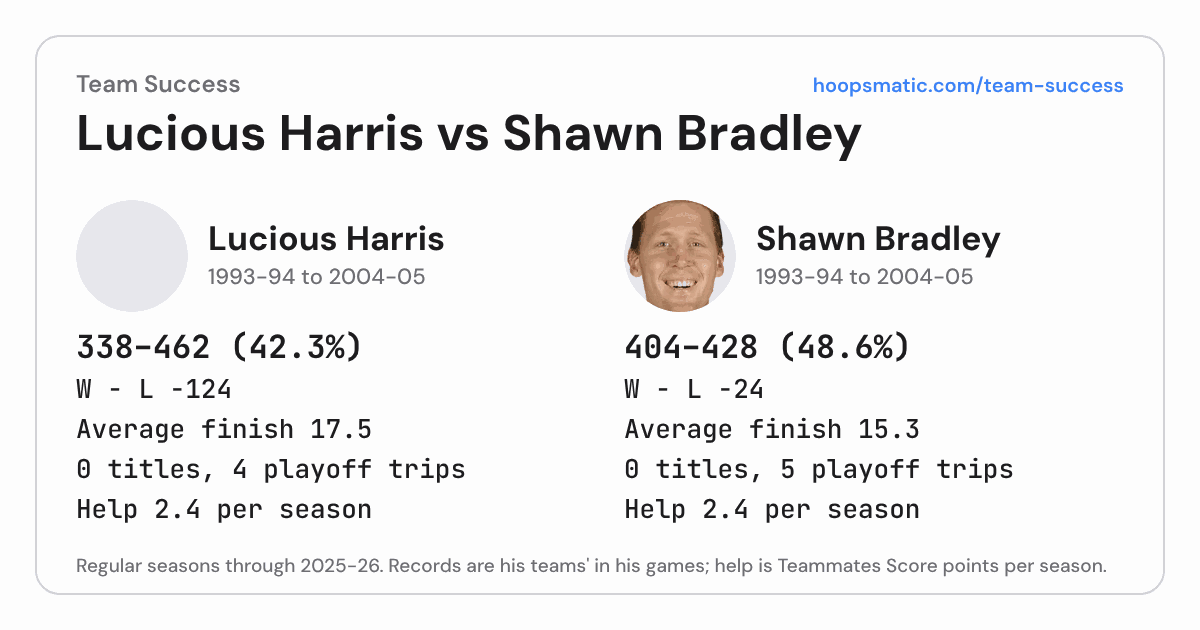 Team Success
hoopsmatic.com/team-success
Lucious Harris vs Shawn Bradley
Lucious Harris
1993-94 to 2004-05
338-462 (42.3%)
W - L -124
Average finish 17.5
0 titles, 4 playoff trips
Help 2.4 per season
Shawn Bradley
1993-94 to 2004-05
404-428 (48.6%)
W - L -24
Average finish 15.3
0 titles, 5 playoff trips
Help 2.4 per season
Regular seasons through 2025-26. Records are his teams' in his games; help is Teammates Score points per season.